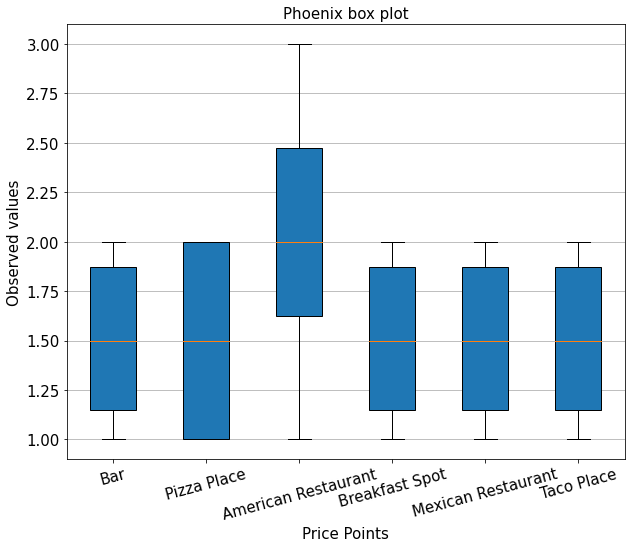 Phoenix box plot
Observed values
3.00
2.75
2.50
2.25
2.00
1.75
1.50
1.25
1.00
Bar
Pizza Place
American Restaurant
Breakfast Spot
Mexican Restaurant
Taco Place
Price Points